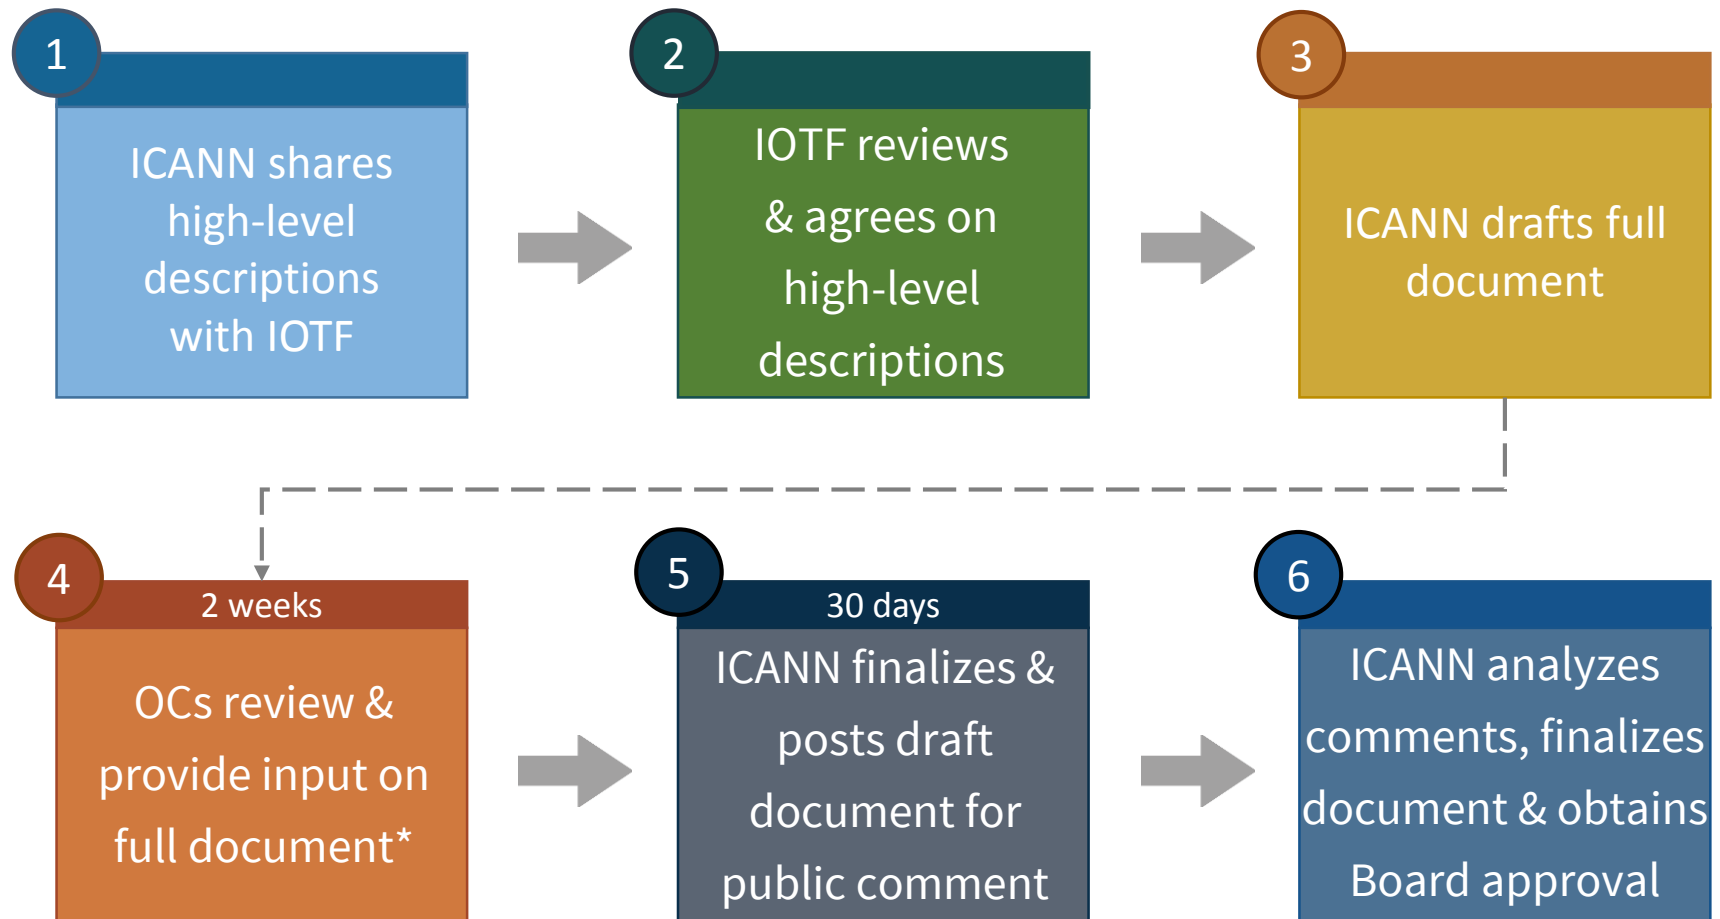 1
ICANN shares
high-level
descriptions
with IOTF
2
IOTF reviews
& agrees on
high-level
descriptions
3
ICANN drafts full
document
4
2 weeks
OCs review &
provide input on
full document*
5
30 days
ICANN finalizes &
posts draft
document for
public comment
6
ICANN analyzes
comments, finalizes
document & obtains
Board approval